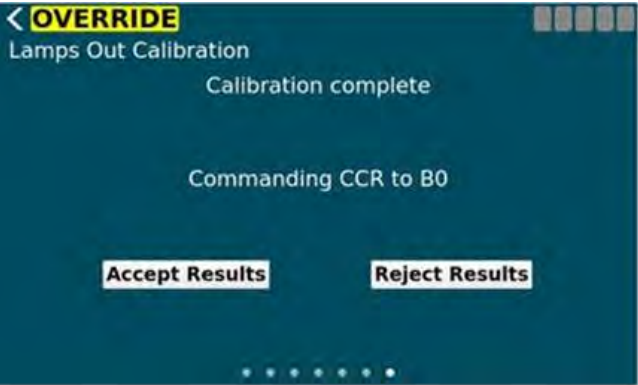 OVERRIDE
Lamps Out Calibration
Calibration complete
Commanding CCR to B0
Accept Results
Reject Results